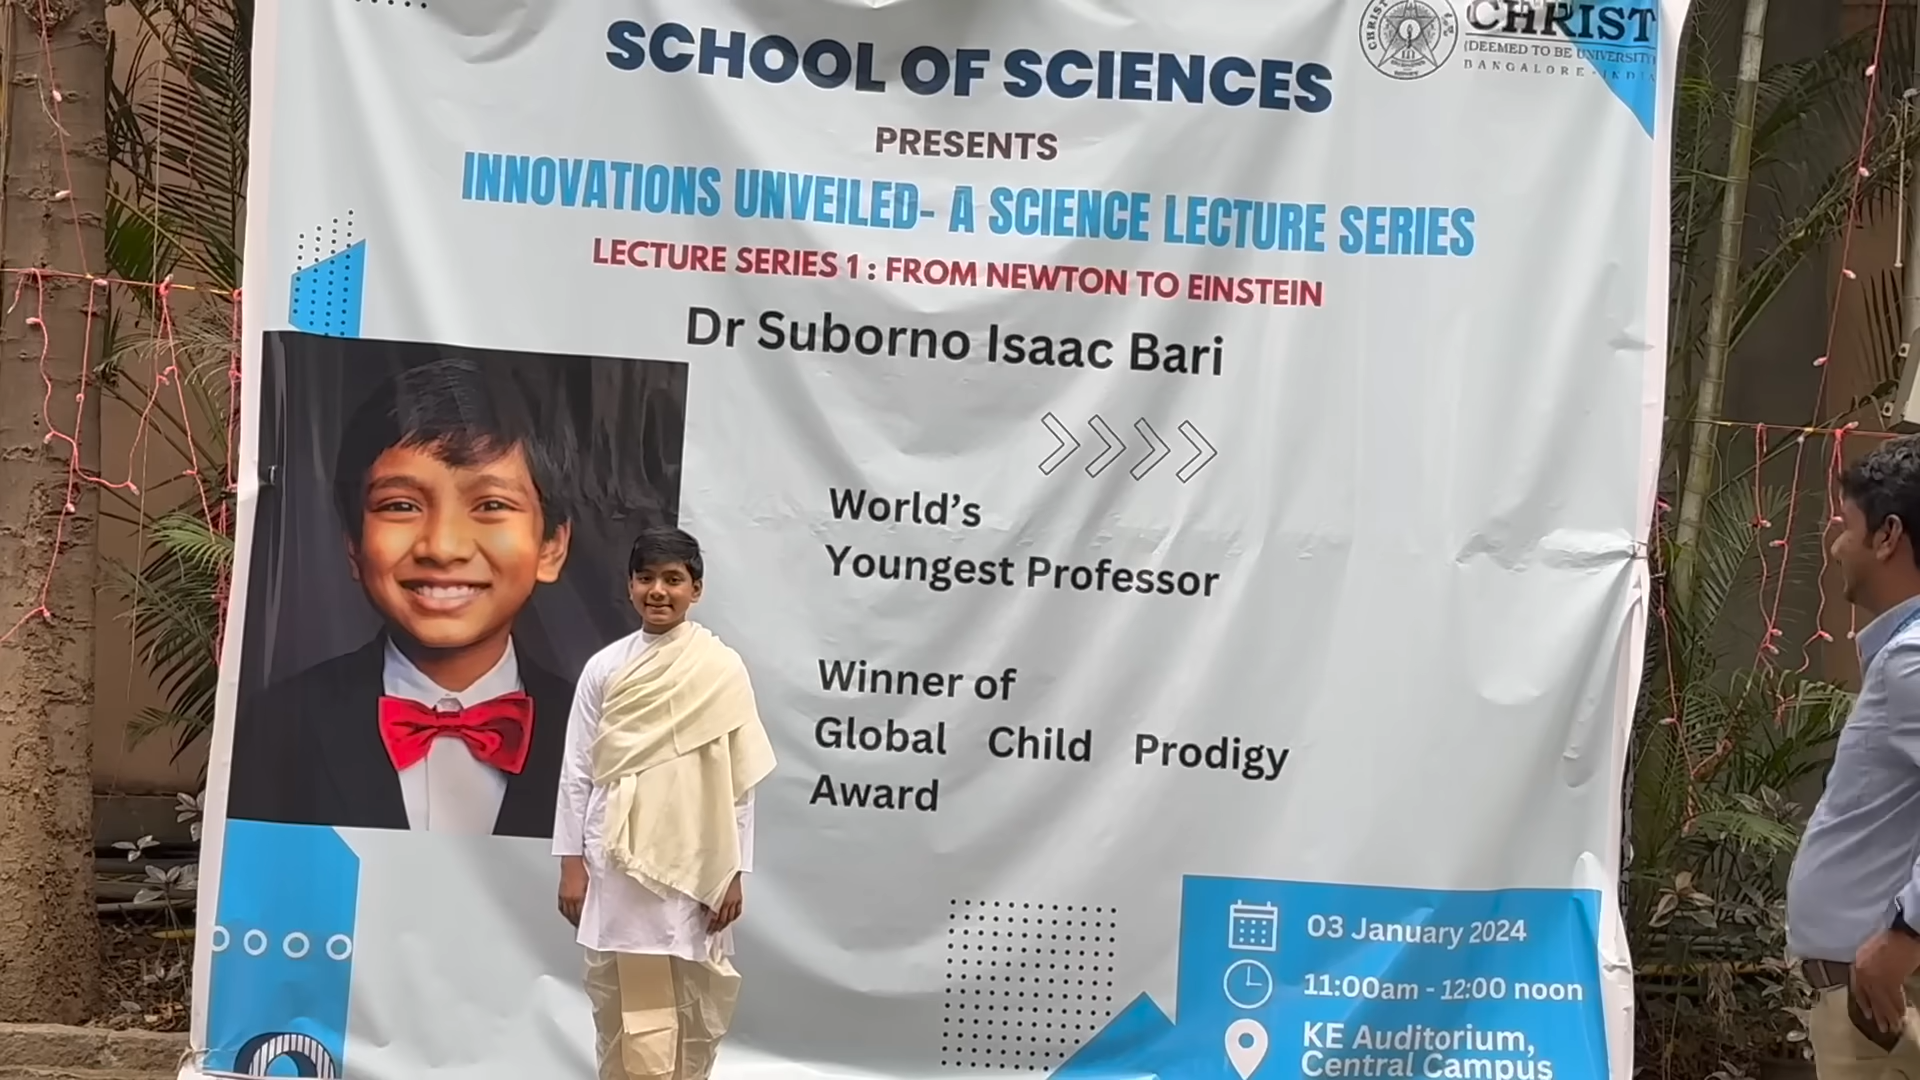 CHRIST
(DEEMED TO BE UNIVERSITY)
BANGALORE · INDIA
SCHOOL OF SCIENCES
PRESENTS
INNOVATIONS UNVEILED- A SCIENCE LECTURE SERIES
LECTURE SERIES 1 : FROM NEWTON TO EINSTEIN
Dr Suborno Isaac Bari
World's
Youngest Professor
Winner of
Global Child Prodigy
Award
03 January 2024
11:00am - 12:00 noon
KE Auditorium,
Central Campus